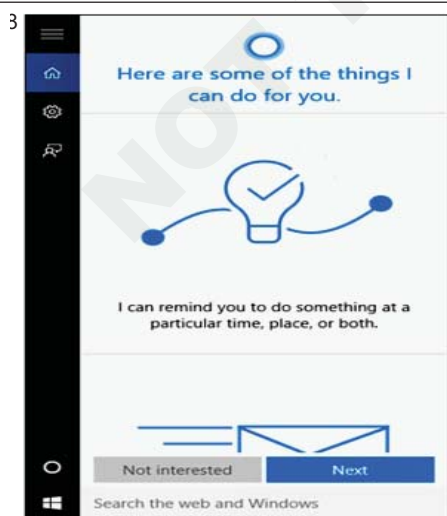 3
NOT
Here are some of the things I
can do for you.
I can remind you to do something at a
particular time, place, or both.
Not interested
Next
Search the web and Windows